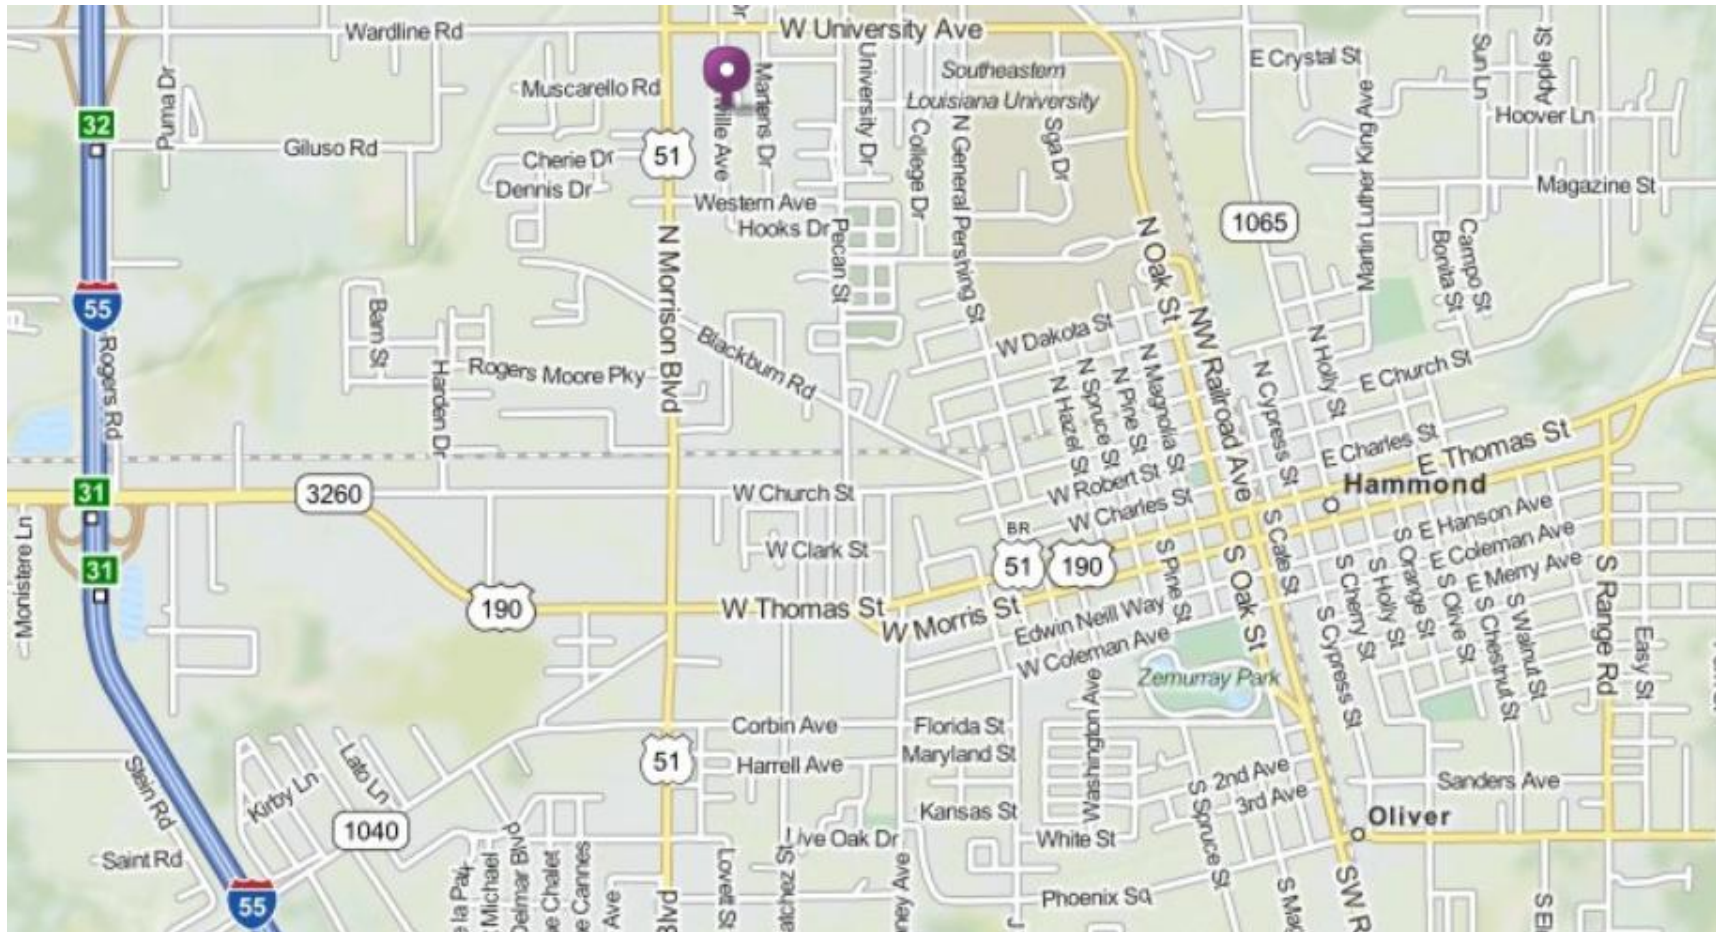 Wardline Rd
W University Ave
Puma Dr
Muscarello Rd
Martens Dr
University Dr
Southeastern
Louisiana University
E Crystal St
Sun Ln
Apple St
Hoover Ln
32
Giluso Rd
51
Cherie Dr
Dennis Dr
College Dr
N General Pershing St
Sga Dr
Martin Luther King Ave
Magazine St
Western Ave
Hooks Dr
Pecan St
1065
Campo St
Bonita St
N Oak St
55
Rogers Rd
Barn St
Harden Dr
Rogers Moore Pky
N Morrison Blvd
Blackburn Rd
W Dakota St
N Hazel St
N Spruce St
N Pine St
N Magnolia St
NW Railroad Ave
N Cypress St
N Holly St
E Church St
E Charles St
E Thomas St
Hammond
31
3260
W Church St
W Robert St
W Charles St
W Clark St
BR
51
190
31
Monistere Ln
190
W Thomas St
W Morris St
Edwin Neill Way
W Coleman Ave
S Pine St
S Oak St
S Cate St
E Hanson Ave
E Coleman Ave
E Merry Ave
S Cherry St
S Holly St
S Orange St
S Olive St
S Chestnut St
S Walnut St
S Cypress St
S Range Rd
Easy St
Zemurray Park
Washington Ave
Corbin Ave
Florida St
Maryland St
51
Harrell Ave
Stein Rd
Kirby Ln
Lato Ln
1040
Kansas St
2nd Ave
3rd Ave
S Spruce St
Sanders Ave
Oliver
Live Oak Dr
White St
Saint Rd
55
Michael
Lovett St
Phoenix Sq